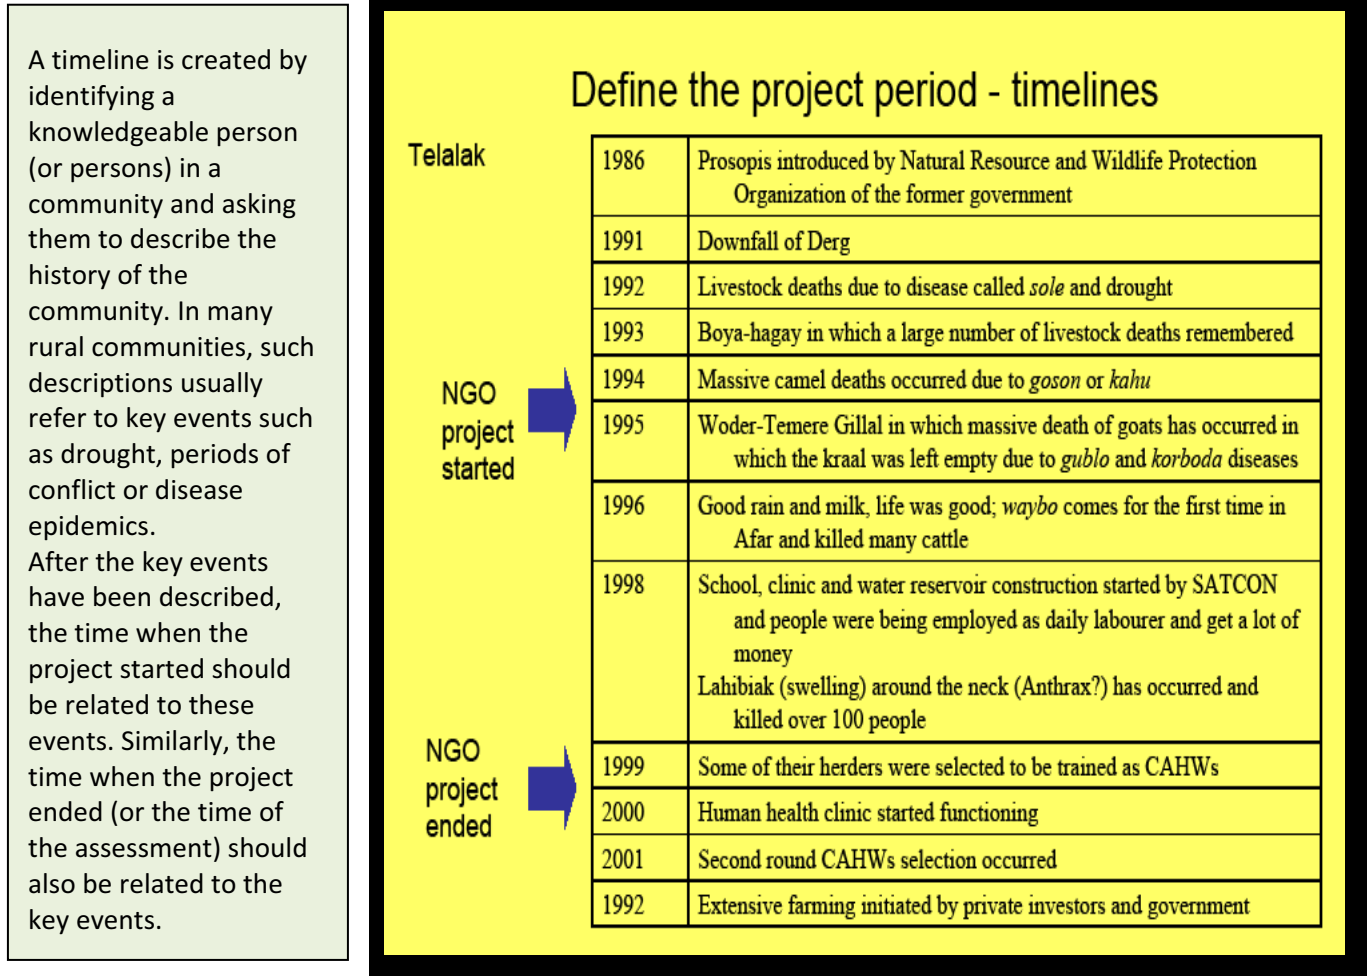 A timeline is created by
identifying a
knowledgeable person
(or persons) in a
community and asking
them to describe the
history of the
community. In many
rural communities, such
descriptions usually
refer to key events such
as drought, periods of
conflict or disease
epidemics.
After the key events
have been described,
the time when the
project started should
be related to these
events. Similarly, the
time when the project
ended (or the time of
the assessment) should
also be related to the
key events.
Define the project period - timelines
Telalak
1986 Prosopis introduced by Natural Resource and Wildlife Protection
Organization of the former government
1991 Downfall of Derg
1992 Livestock deaths due to disease called sole and drought
1993 Boya-hagay in which a large number of livestock deaths remembered
NGO
project
started
1994 Massive camel deaths occurred due to goson or kahu
1995 Woder-Temere Gillal in which massive death of goats has occurred in
which the kraal was left empty due to gublo and korboda diseases
1996 Good rain and milk, life was good; waybo comes for the first time in
Afar and killed many cattle
1998 School, clinic and water reservoir construction started by SATCON
and people were being employed as daily labourer and get a lot of
money
Lahibiak (swelling) around the neck (Anthrax?) has occurred and
killed over 100 people
NGO
project
ended
1999 Some of their herders were selected to be trained as CAHWs
2000 Human health clinic started functioning
2001 Second round CAHWs selection occurred
1992 Extensive farming initiated by private investors and government